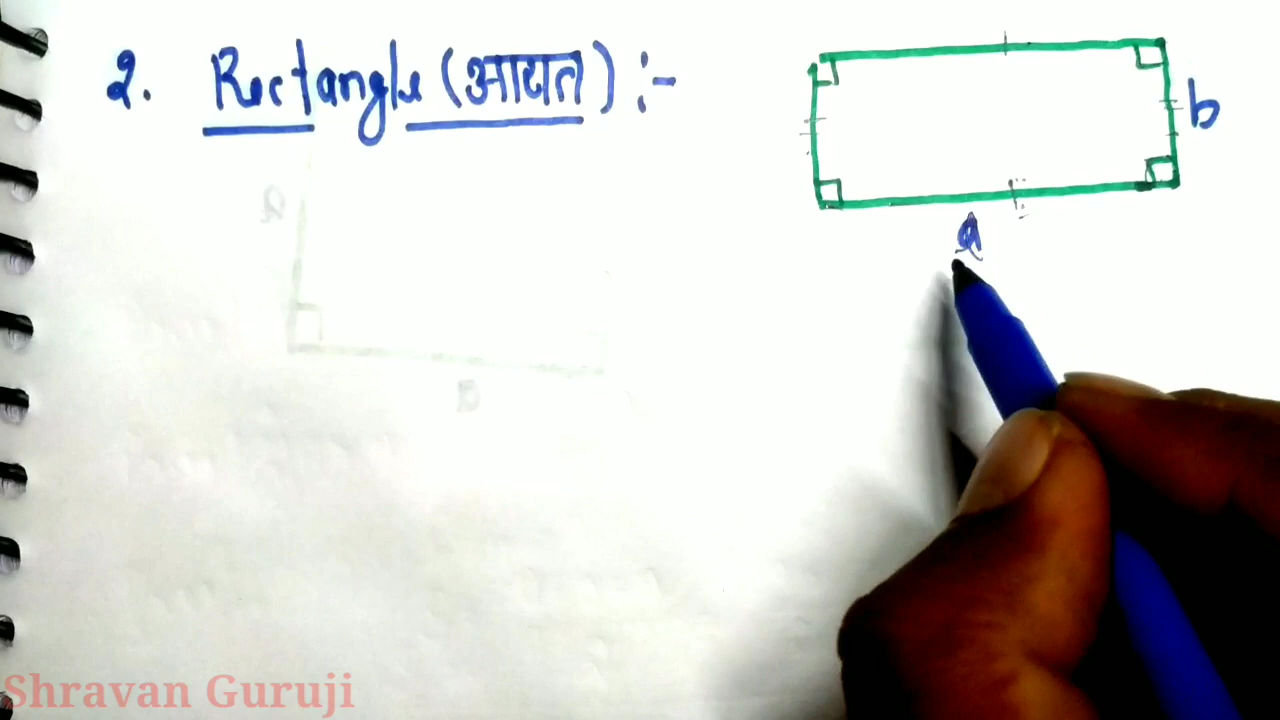 2. Rectangle (आयत) :-
b
a
Shravan Guruji